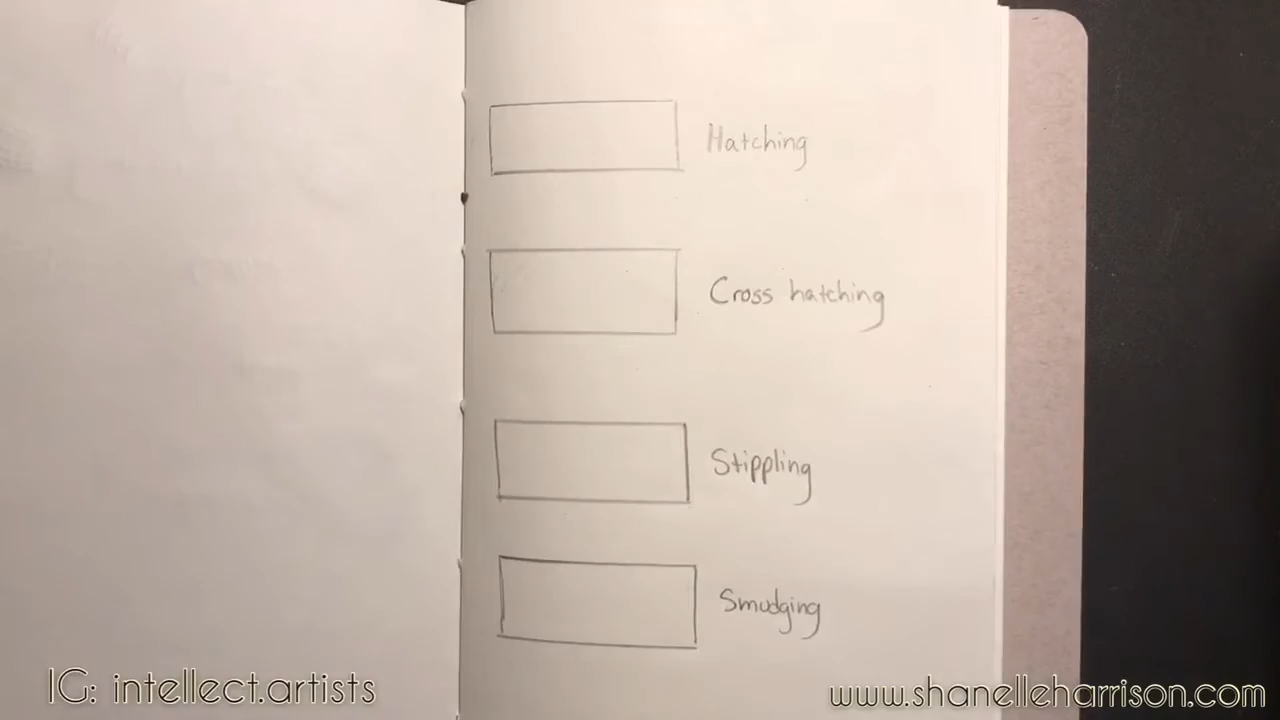 Hatching
Cross hatching
Stippling
Smudging
IG: intellect.artists
www.shanelleharrison.com